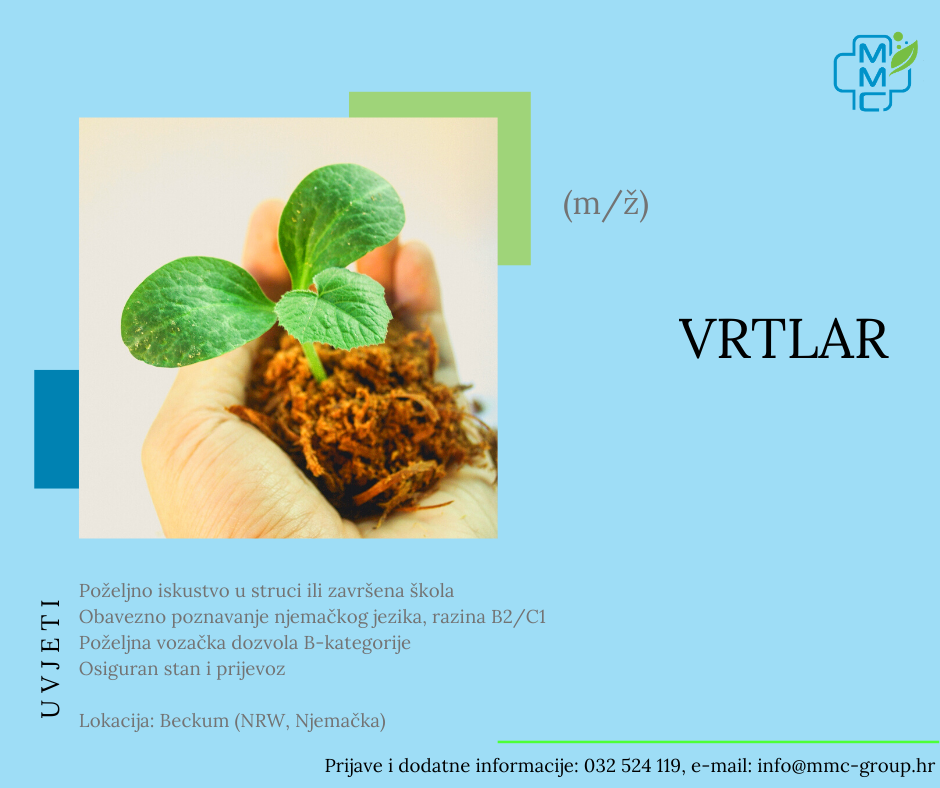 MMC
(m/ž)
VRTLAR
UVJETI
Poželjno iskustvo u struci ili završena škola
Obavezno poznavanje njemačkog jezika, razina B2/C1
Poželjna vozačka dozvola B-kategorije
Osiguran stan i prijevoz
Lokacija: Beckum (NRW, Njemačka)
Prijave i dodatne informacije: 032 524 119, e-mail: info@mmc-group.hr